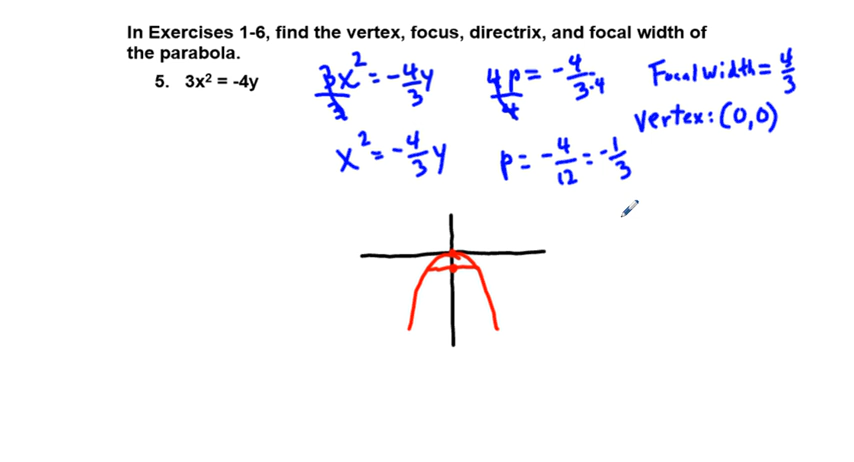 In Exercises 1-6, find the vertex, focus, directrix, and focal width of
the parabola.
5. 3x² = -4y
3x²/3 = -4/3 y
x² = -4/3 y
4p/4 = -4/3·4
p = -4/12 = -1/3
Focal width = 4/3
Vertex: (0,0)